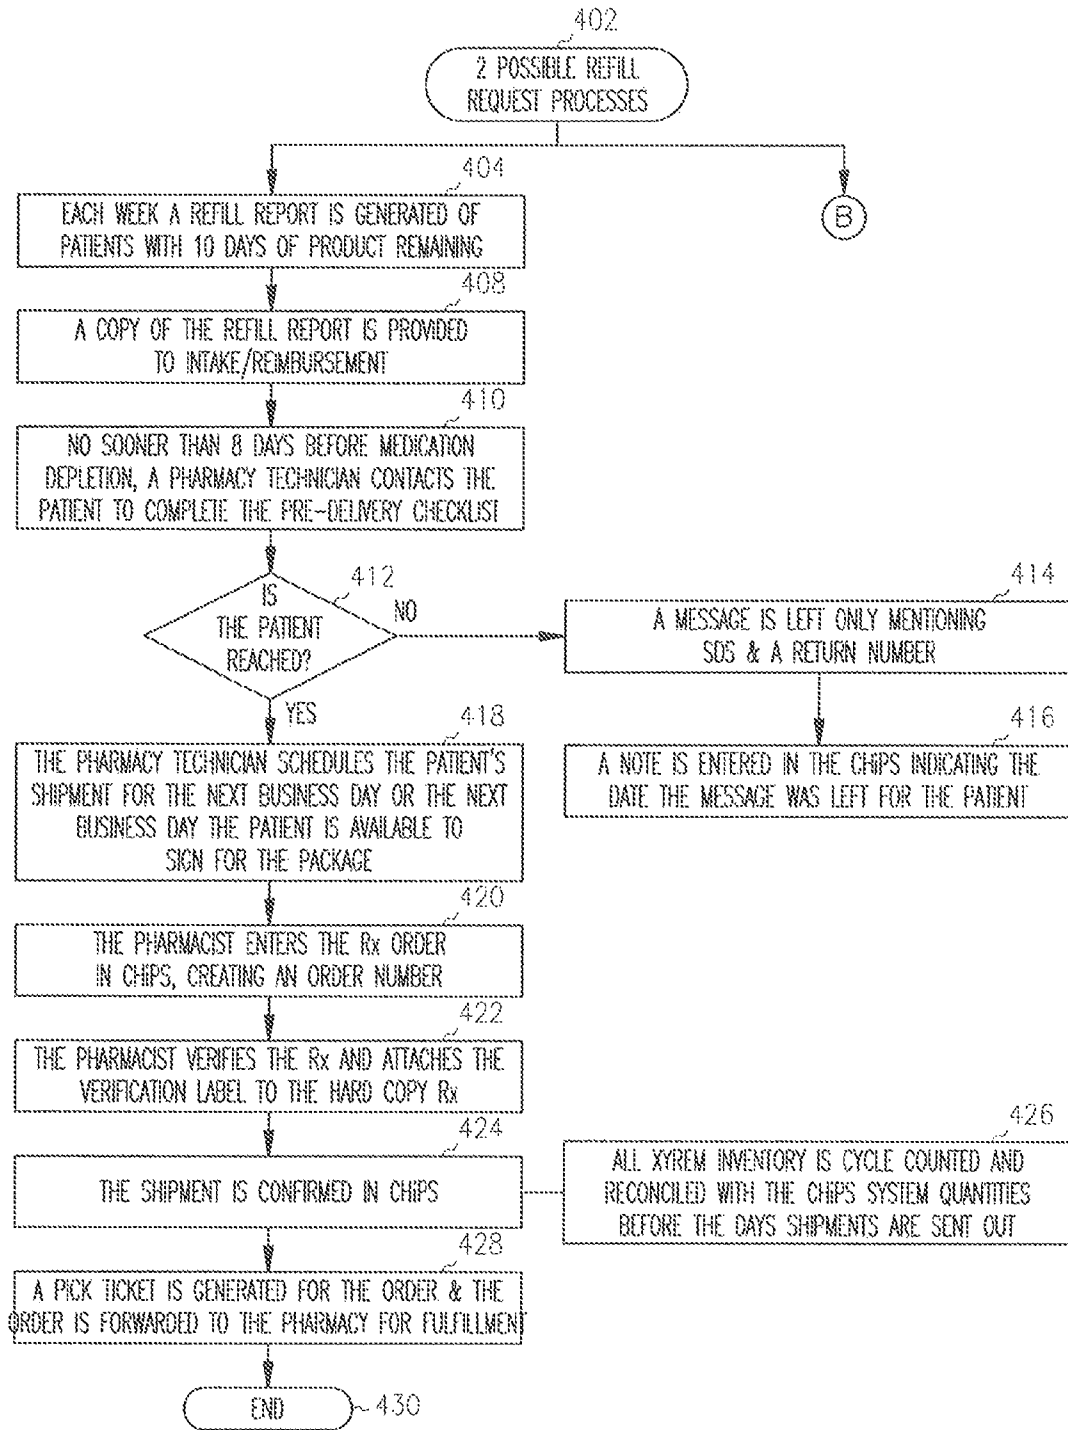 402
2 POSSIBLE REFILL
REQUEST PROCESSES
404
EACH WEEK A REFILL REPORT IS GENERATED OF
PATIENTS WITH 10 DAYS OF PRODUCT REMAINING
B
408
A COPY OF THE REFILL REPORT IS PROVIDED
TO INTAKE/REIMBURSEMENT
410
NO SOONER THAN 8 DAYS BEFORE MEDICATION
DEPLETION, A PHARMACY TECHNICIAN CONTACTS THE
PATIENT TO COMPLETE THE PRE-DELIVERY CHECKLIST
412
IS
THE PATIENT
REACHED?
NO
414
A MESSAGE IS LEFT ONLY MENTIONING
SDS & A RETURN NUMBER
416
A NOTE IS ENTERED IN THE CHIPS INDICATING THE
DATE THE MESSAGE WAS LEFT FOR THE PATIENT
YES
418
THE PHARMACY TECHNICIAN SCHEDULES THE PATIENT'S
SHIPMENT FOR THE NEXT BUSINESS DAY OR THE NEXT
BUSINESS DAY THE PATIENT IS AVAILABLE TO
SIGN FOR THE PACKAGE
420
THE PHARMACIST ENTERS THE Rx ORDER
IN CHIPS, CREATING AN ORDER NUMBER
422
THE PHARMACIST VERIFIES THE Rx AND ATTACHES THE
VERIFICATION LABEL TO THE HARD COPY Rx
424
THE SHIPMENT IS CONFIRMED IN CHIPS
426
ALL XYREM INVENTORY IS CYCLE COUNTED AND
RECONCILED WITH THE CHIPS SYSTEM QUANTITIES
BEFORE THE DAYS SHIPMENTS ARE SENT OUT
428
A PICK TICKET IS GENERATED FOR THE ORDER & THE
ORDER IS FORWARDED TO THE PHARMACY FOR FULFILLMENT
END
430